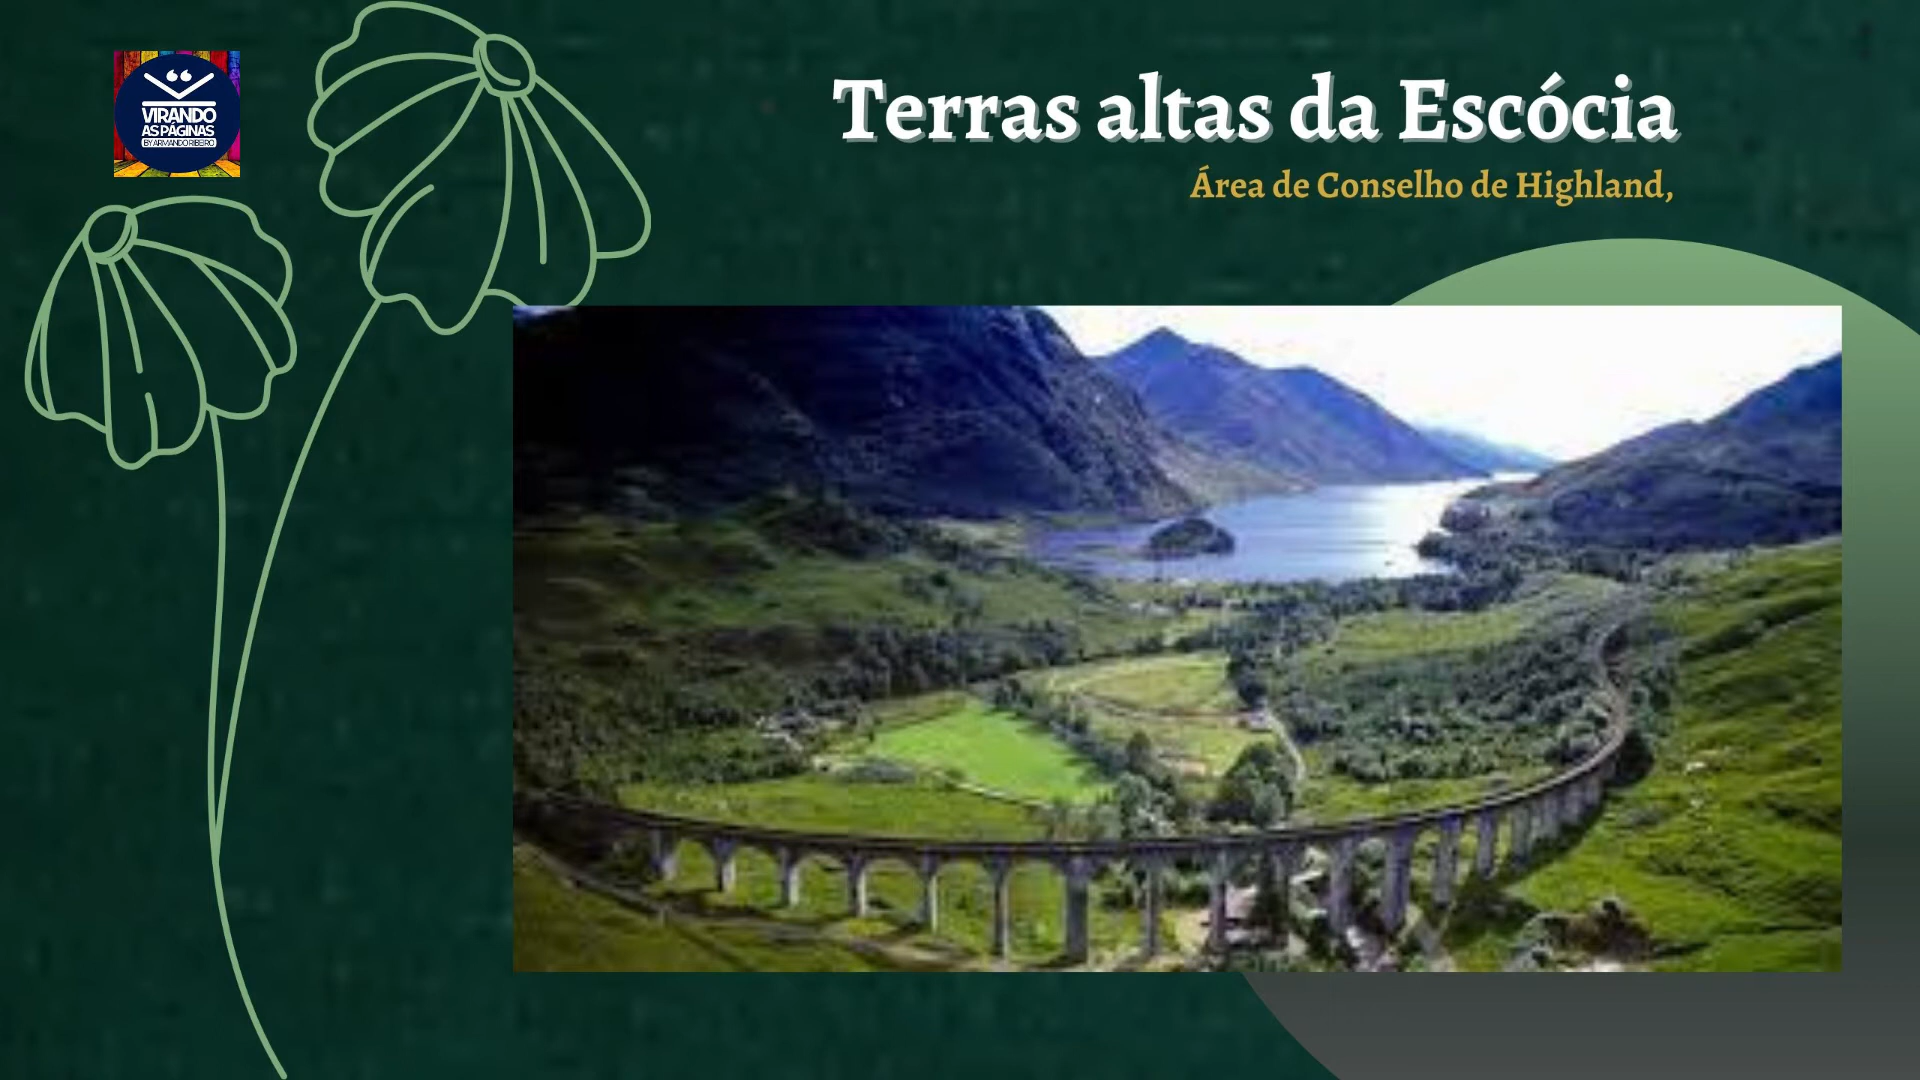 VIRANDO
AS PÁGINAS
BY ARMANDO RIBEIRO
Terras altas da Escócia
Área de Conselho de Highland,